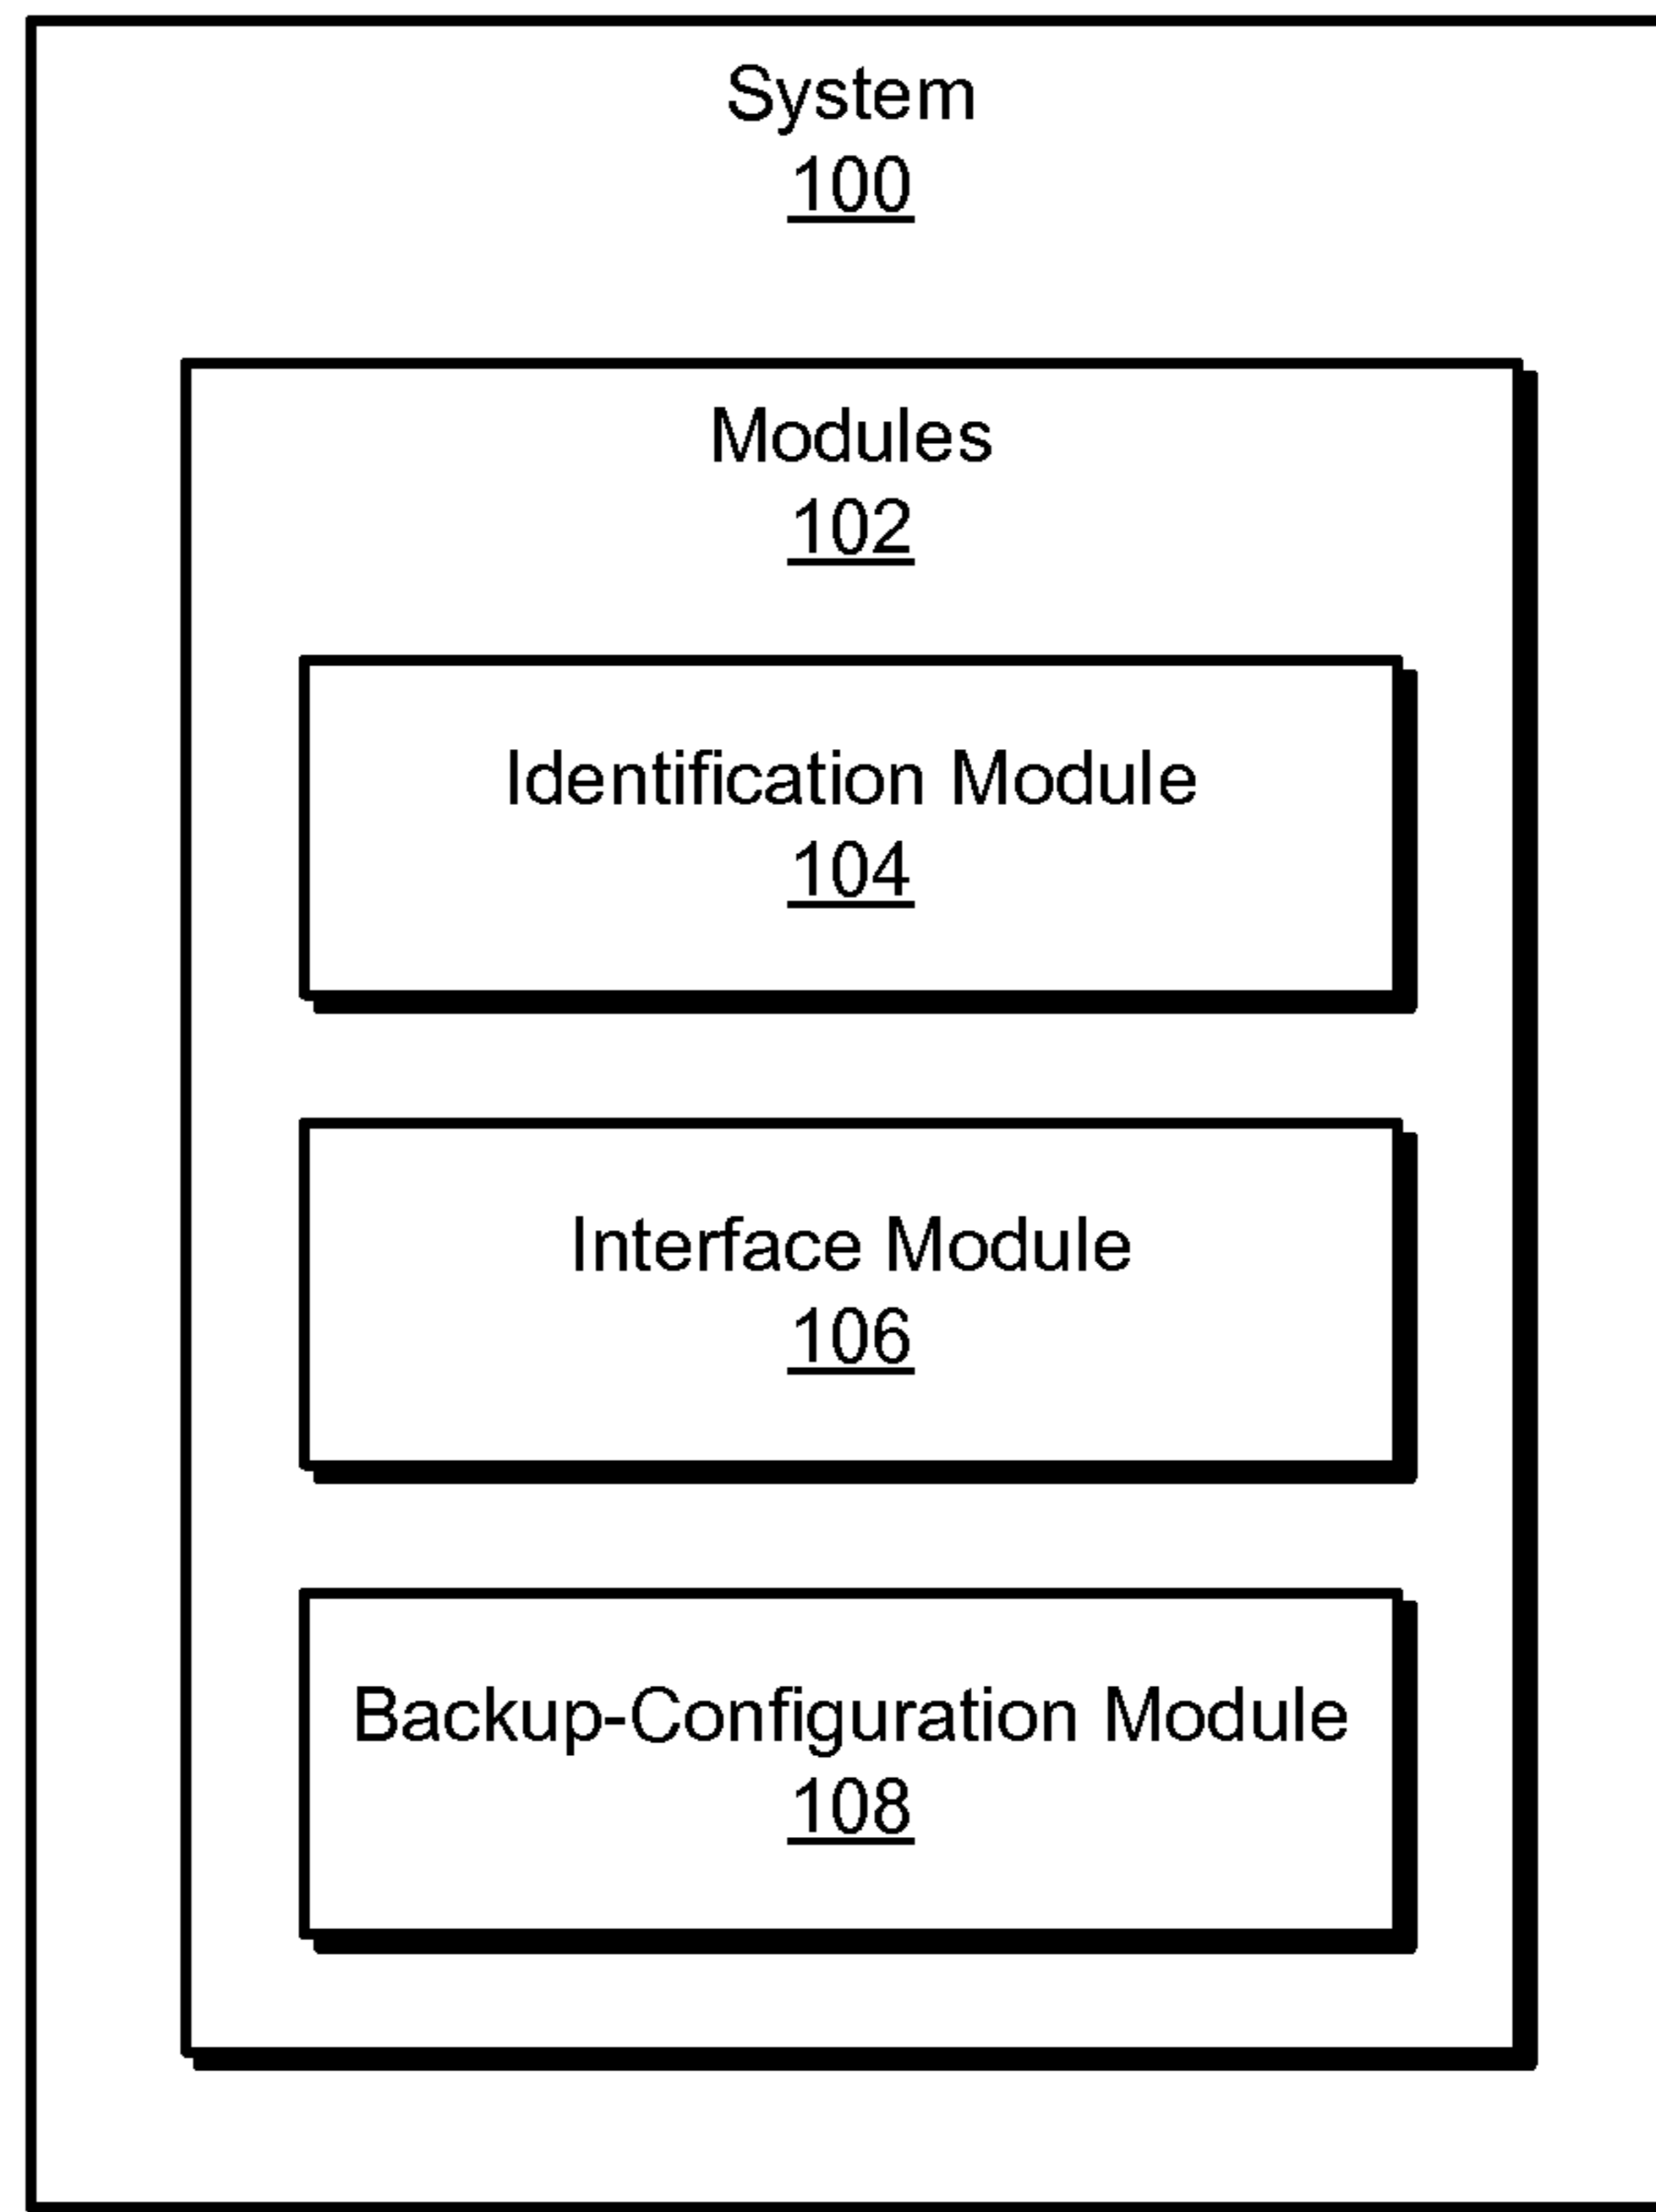 System
100
Modules
102
Identification Module
104
Interface Module
106
Backup-Configuration Module
108